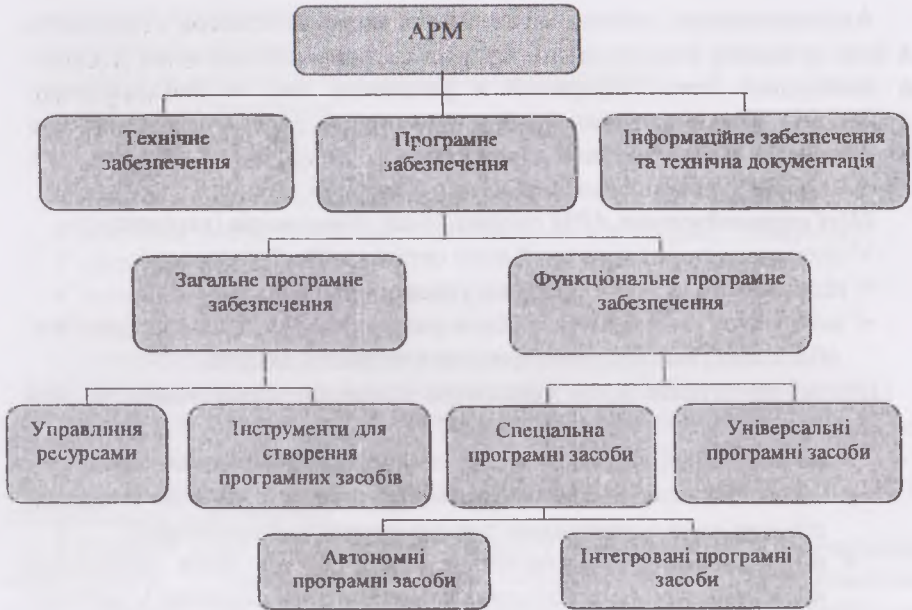 АРМ
Технічне
забезпечення
Програмне
забезпечення
Інформаційне забезпечення
та технічна документація
Загальне програмне
забезпечення
Функціональне програмне
забезпечення
Управління
ресурсами
Інструменти для
створення
програмних засобів
Спеціальна
програмні засоби
Універсальні
програмні засоби
Автономні
програмні засоби
Інтегровані програмні
засоби